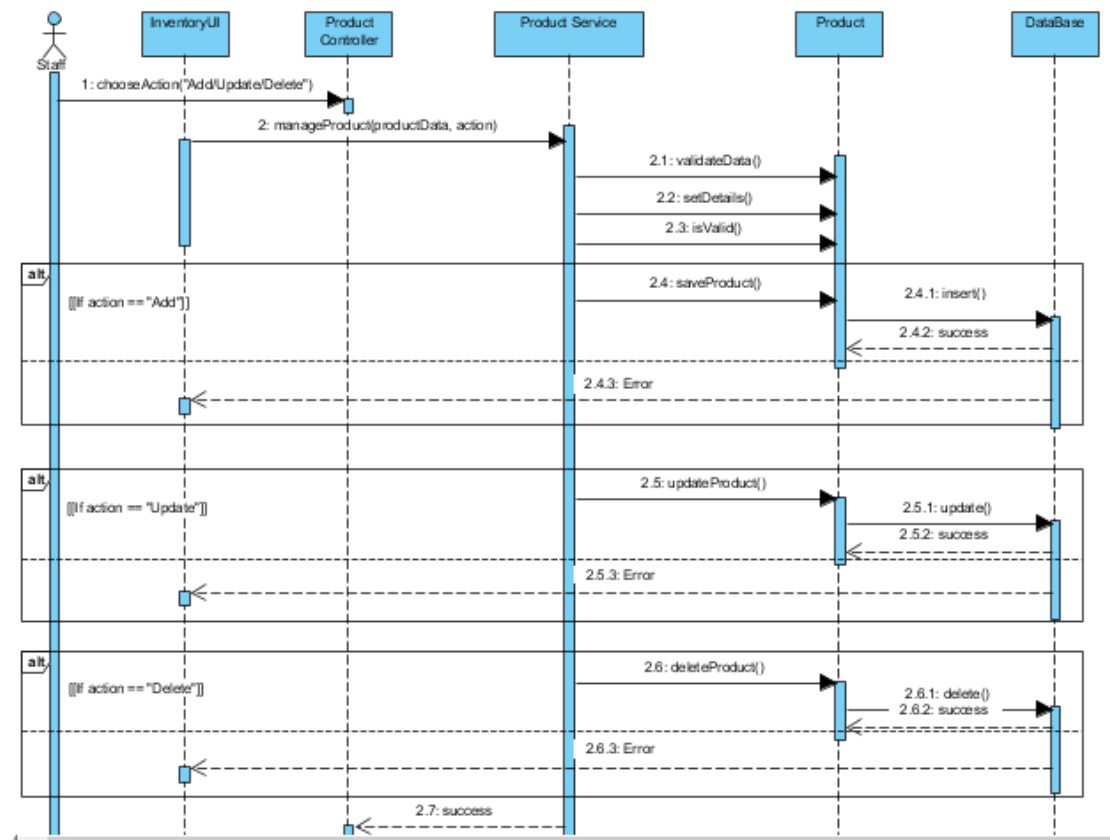 InventoryUI
Product
Controller
Product Service
Product
DataBase
Staff
1: chooseAction("Add/Update/Delete")
2: manageProduct(productData, action)
2.1: validateData()
2.2: setDetails()
2.3: isValid()
alt
[[If action == "Add"]]
2.4: saveProduct()
2.4.1: insert()
2.4.2: success
2.4.3: Error
alt
[[If action == "Update"]]
2.5: updateProduct()
2.5.1: update()
2.5.2: success
2.5.3: Error
alt
[[If action == "Delete"]]
2.6: deleteProduct()
2.6.1: delete()
2.6.2: success
2.6.3: Error
2.7: success